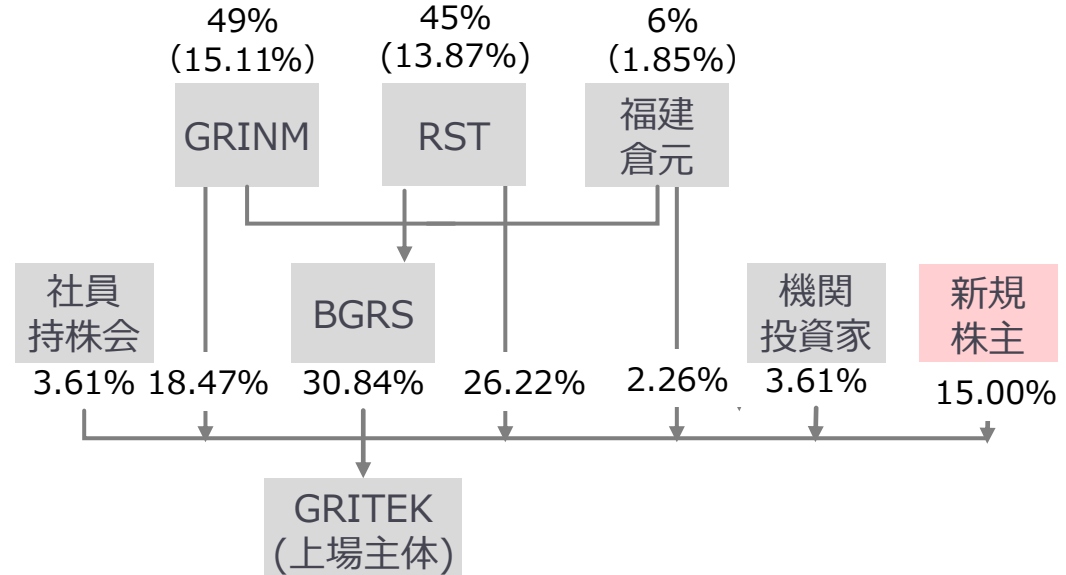 49%
(15.11%)
45%
(13.87%)
6%
(1.85%)
GRINM
RST
福建
倉元
社員
持株会
BGRS
機関
投資家
新規
株主
3.61%
18.47%
30.84%
26.22%
2.26%
3.61%
15.00%
GRITEK
(上場主体)